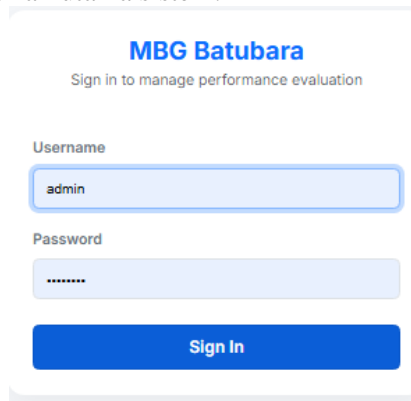 MBG Batubara
Sign in to manage performance evaluation
Username
admin
Password
••••••••
Sign In